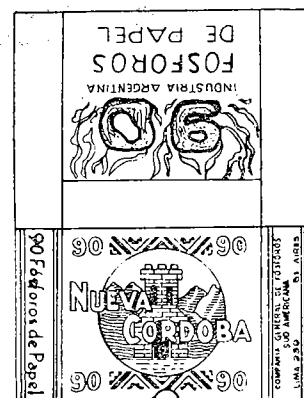 FOSFOROS
DE PAPEL
INDUSTRIA ARGENTINA
90
90 90
NUEVA
CORDOBA
90 90
90 Fósforos de Papel
COMPAÑIA GENERAL DE FOSFOROS
SUD AMERICANA
LIMA 239 BS AIRES